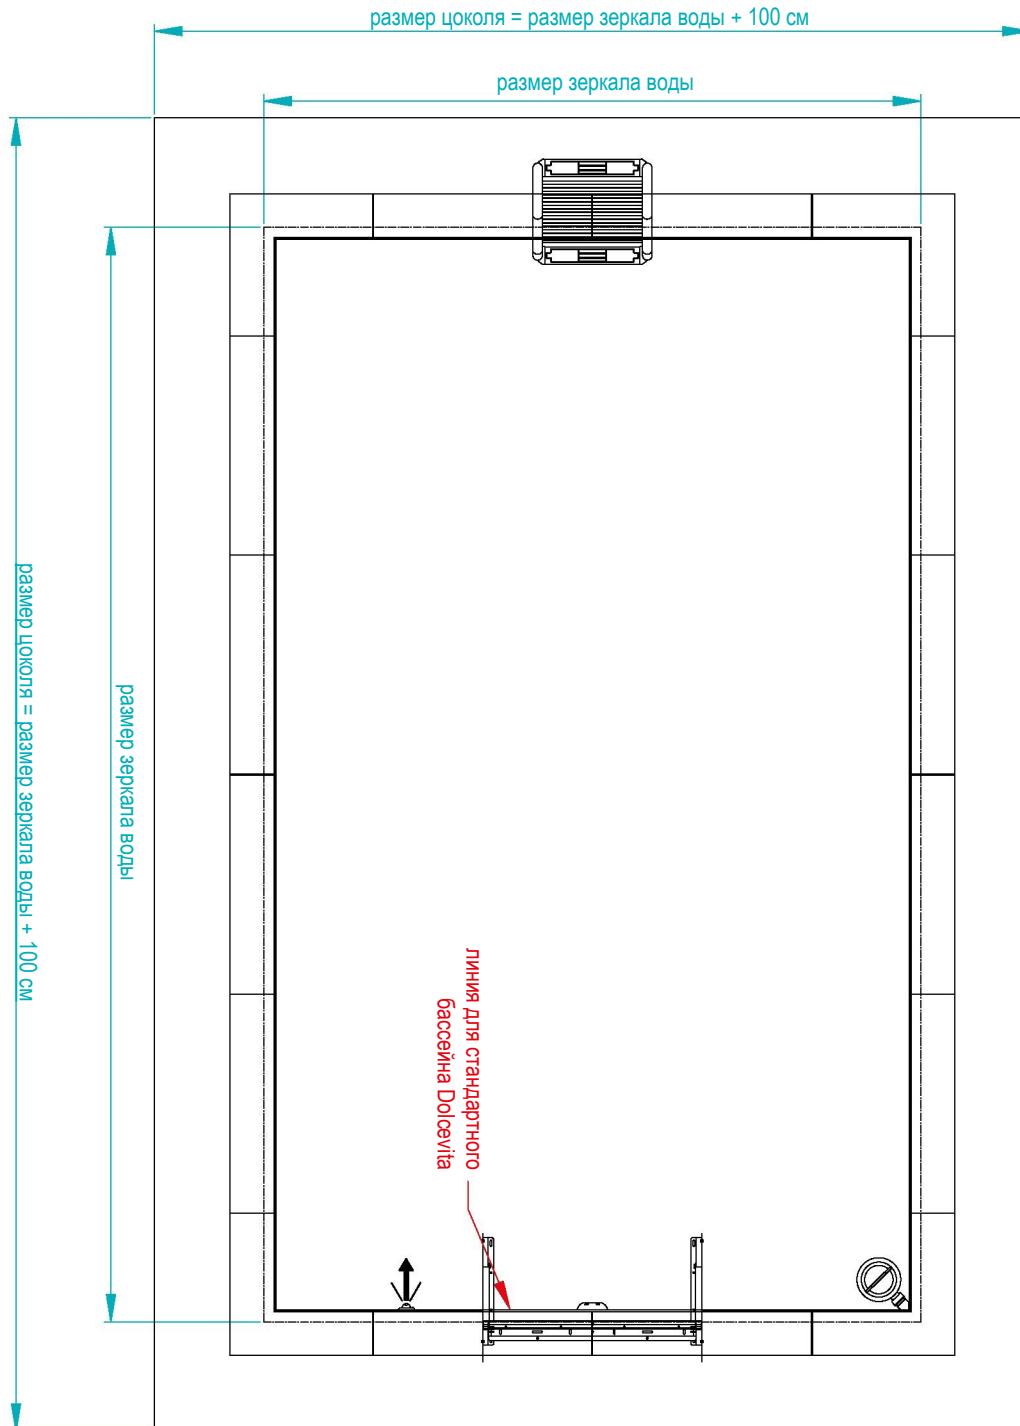 размер цоколя = размер зеркала воды + 100 см
размер зеркала воды
размер цоколя = размер зеркала воды + 100 см
размер зеркала воды
линия для стандартного
бассейна Dolcevita